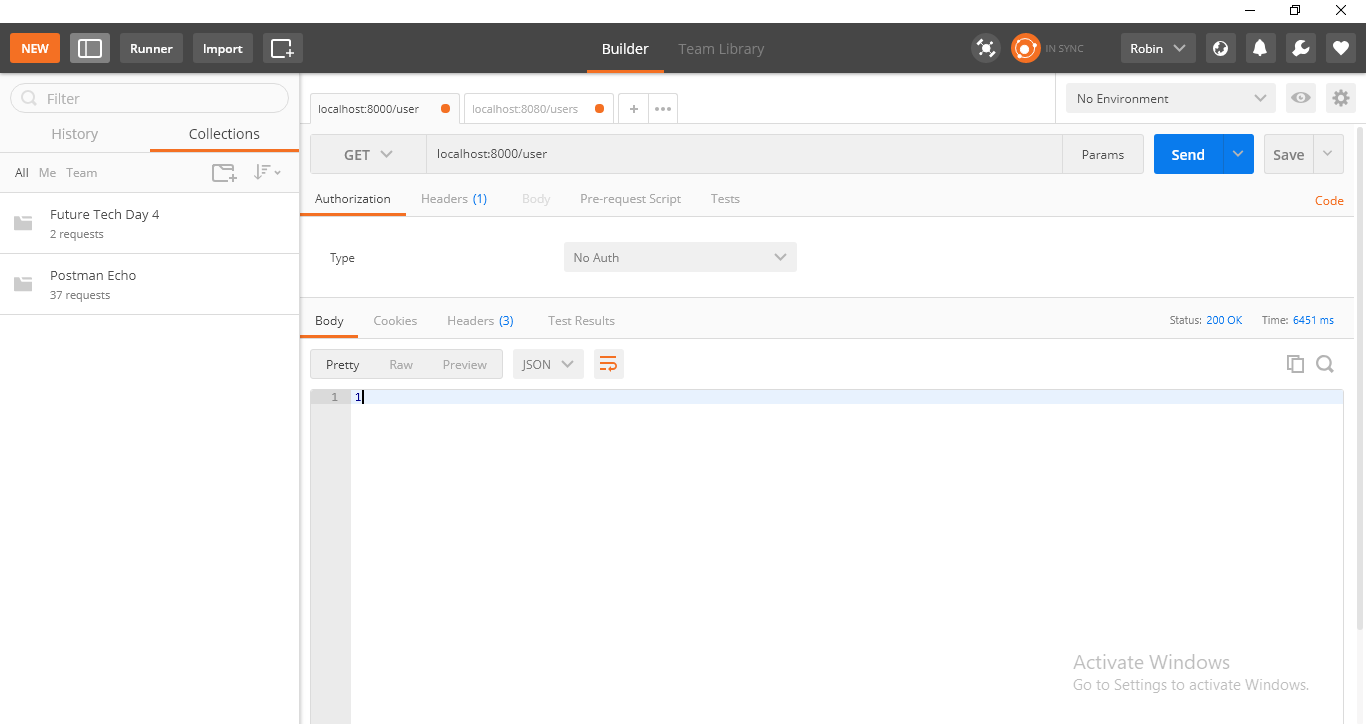 NEW Runner Import Builder Team Library IN SYNC Robin
Filter
History Collections
All Me Team
Future Tech Day 4
2 requests
Postman Echo
37 requests
localhost:8000/user localhost:8080/users + ••• No Environment
GET localhost:8000/user Params Send Save
Authorization Headers (1) Body Pre-request Script Tests Code
Type No Auth
Body Cookies Headers (3) Test Results Status: 200 OK Time: 6451 ms
Pretty Raw Preview JSON
1 1
Activate Windows
Go to Settings to activate Windows.